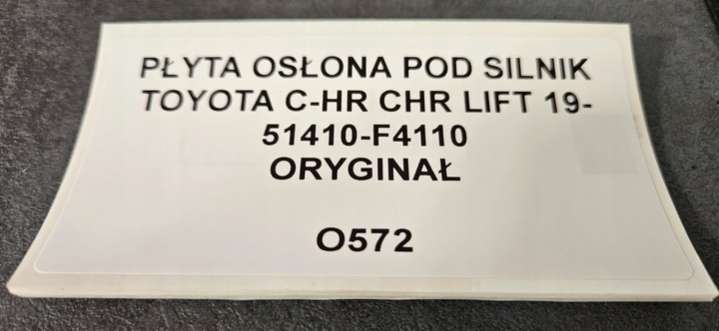 PŁYTA OSŁONA POD SILNIK
TOYOTA C-HR CHR LIFT 19-
51410-F4110
ORYGINAŁ
O572